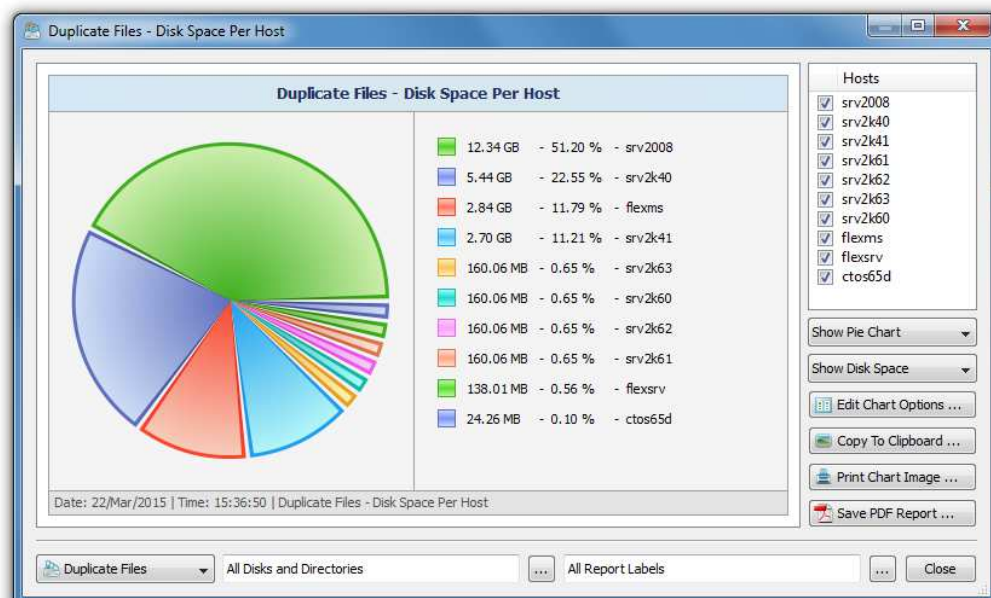 Duplicate Files - Disk Space Per Host
Duplicate Files - Disk Space Per Host
12.34 GB - 51.20 % - srv2008
5.44 GB - 22.55 % - srv2k40
2.84 GB - 11.79 % - flexms
2.70 GB - 11.21 % - srv2k41
160.06 MB - 0.65 % - srv2k63
160.06 MB - 0.65 % - srv2k60
160.06 MB - 0.65 % - srv2k62
160.06 MB - 0.65 % - srv2k61
138.01 MB - 0.56 % - flexsrv
24.26 MB - 0.10 % - ctos65d
Date: 22/Mar/2015 | Time: 15:36:50 | Duplicate Files - Disk Space Per Host
Hosts
srv2008
srv2k40
srv2k41
srv2k61
srv2k62
srv2k63
srv2k60
flexms
flexsrv
ctos65d
Show Pie Chart
Show Disk Space
Edit Chart Options ...
Copy To Clipboard ...
Print Chart Image ...
Save PDF Report ...
Duplicate Files
All Disks and Directories
...
All Report Labels
...
Close